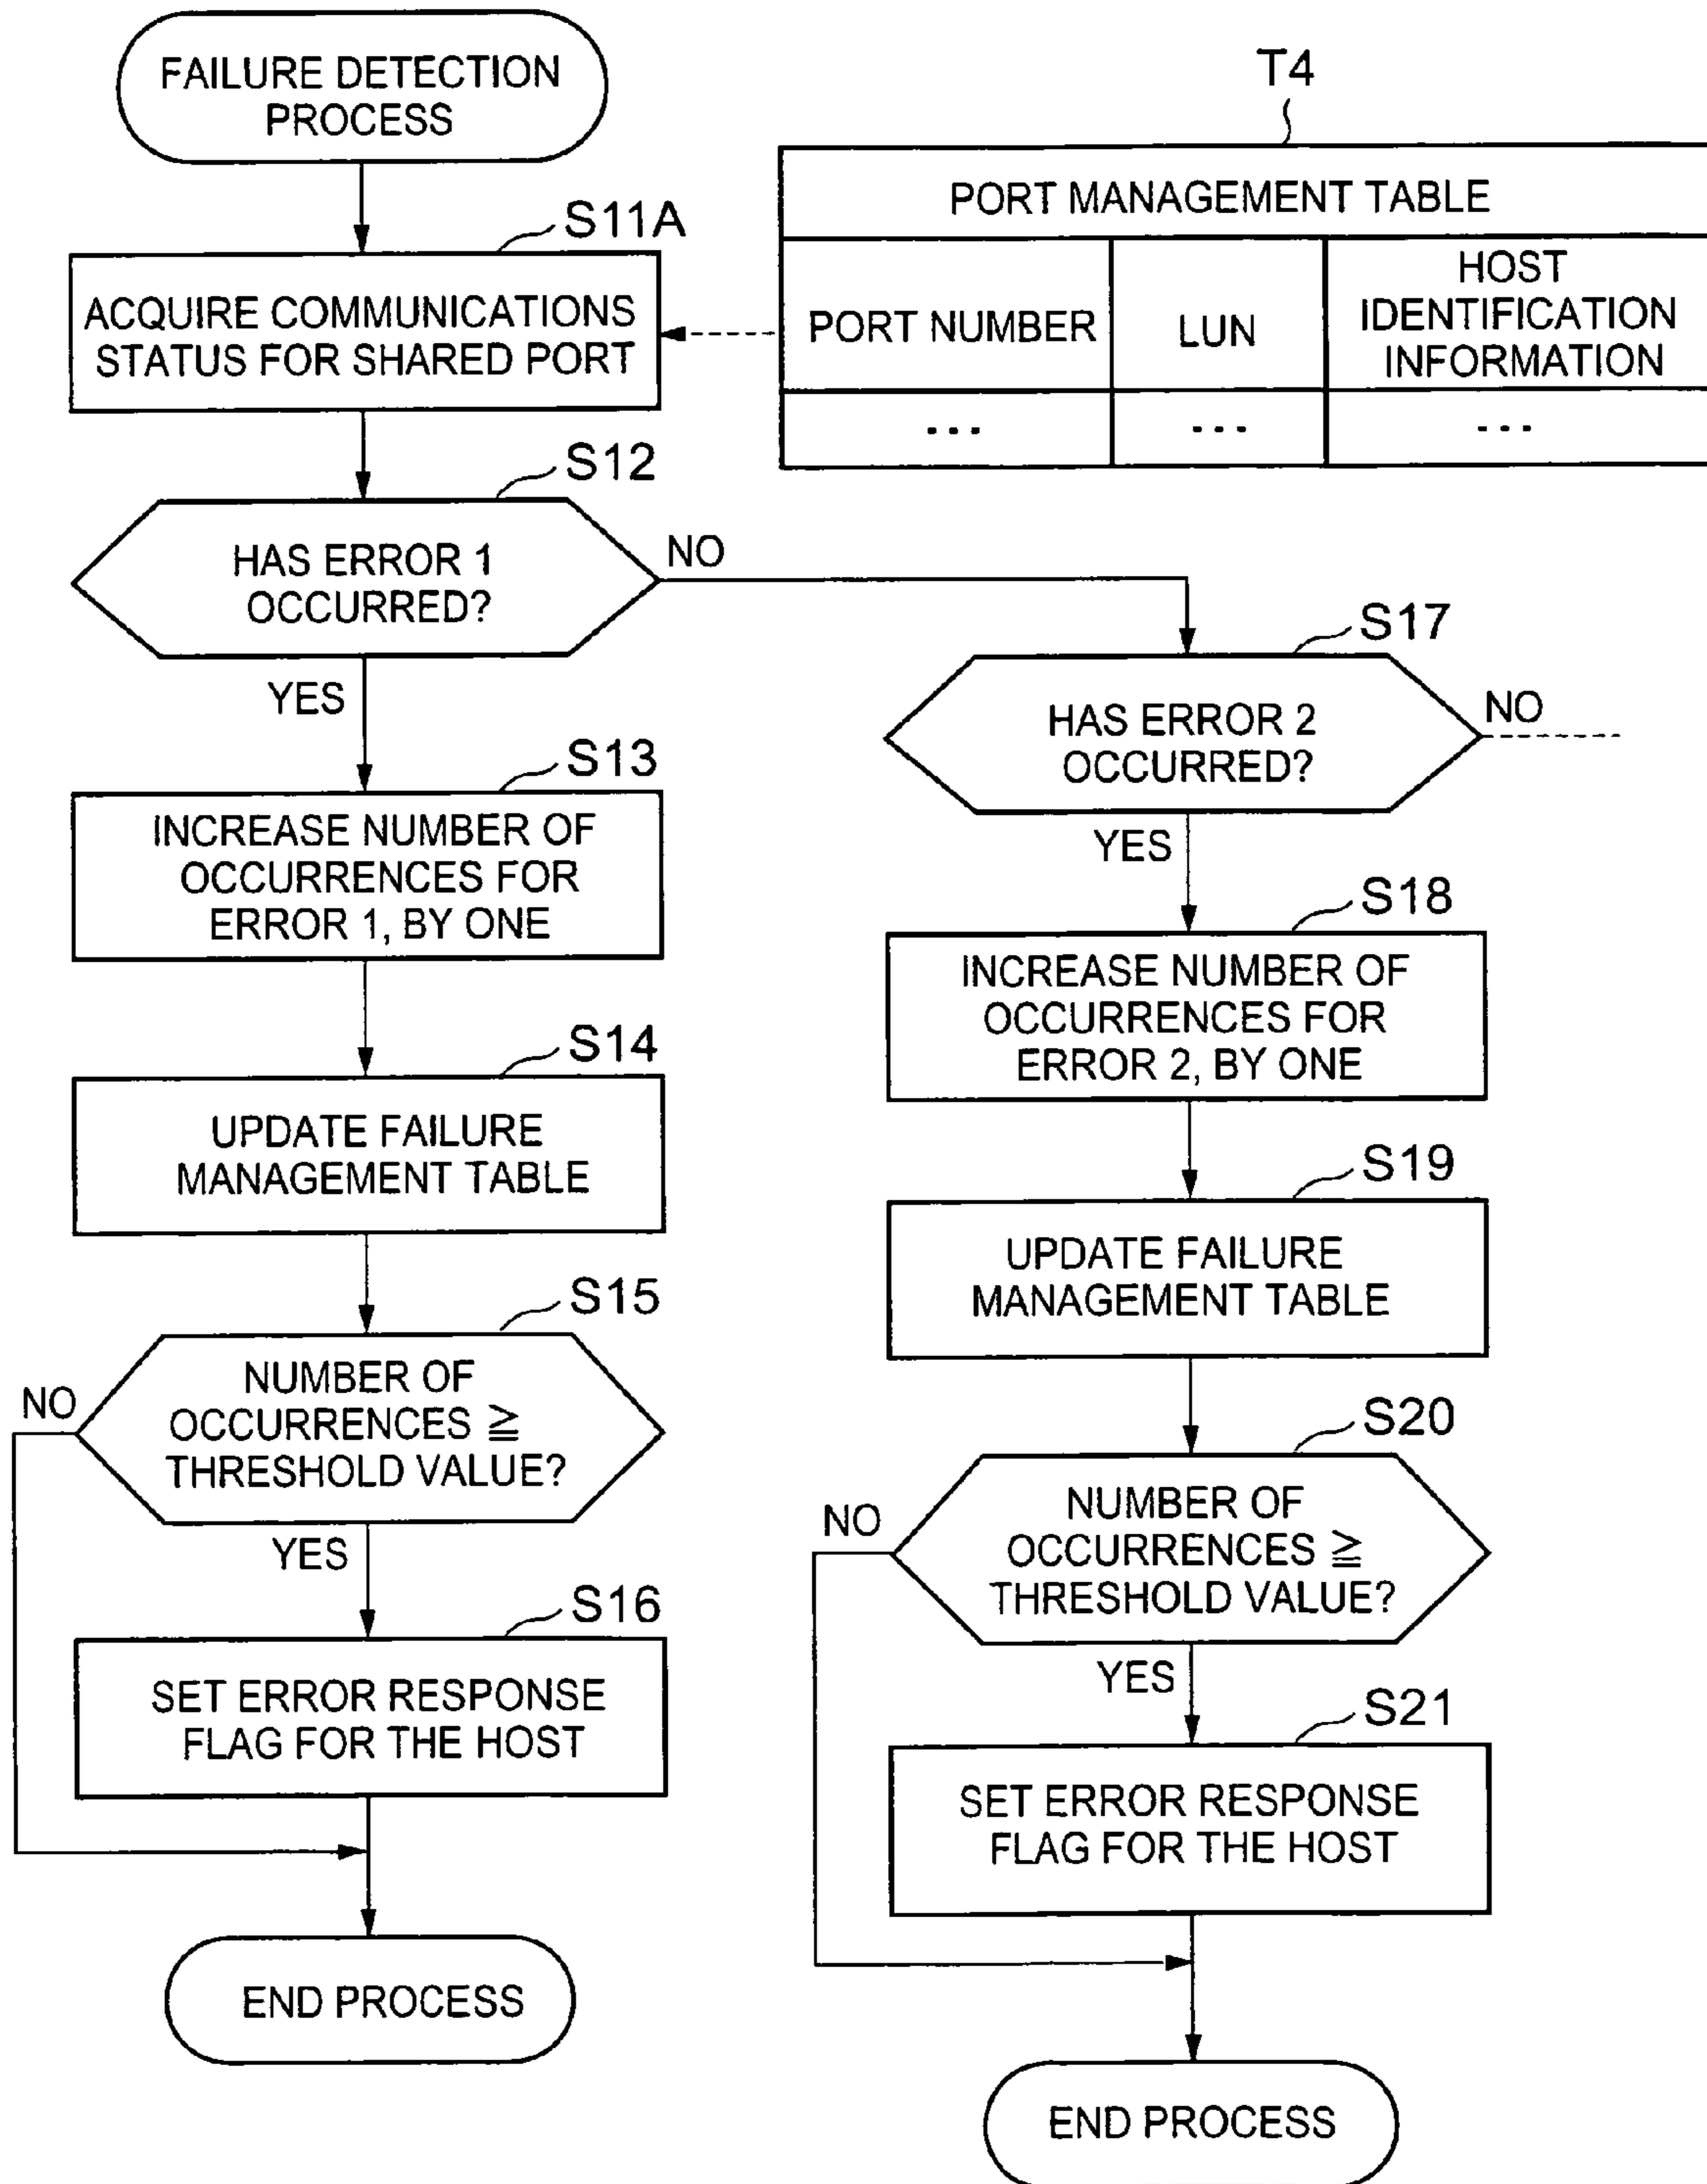 FAILURE DETECTION
PROCESS
T4
PORT MANAGEMENT TABLE
PORT NUMBER
LUN
HOST
IDENTIFICATION
INFORMATION
...
...
...
S11A
ACQUIRE COMMUNICATIONS
STATUS FOR SHARED PORT
S12
HAS ERROR 1
OCCURRED?
NO
YES
S13
INCREASE NUMBER OF
OCCURRENCES FOR
ERROR 1, BY ONE
S14
UPDATE FAILURE
MANAGEMENT TABLE
S15
NUMBER OF
OCCURRENCES ≧
THRESHOLD VALUE?
NO
YES
S16
SET ERROR RESPONSE
FLAG FOR THE HOST
END PROCESS
S17
HAS ERROR 2
OCCURRED?
NO
YES
S18
INCREASE NUMBER OF
OCCURRENCES FOR
ERROR 2, BY ONE
S19
UPDATE FAILURE
MANAGEMENT TABLE
S20
NUMBER OF
OCCURRENCES ≧
THRESHOLD VALUE?
NO
YES
S21
SET ERROR RESPONSE
FLAG FOR THE HOST
END PROCESS